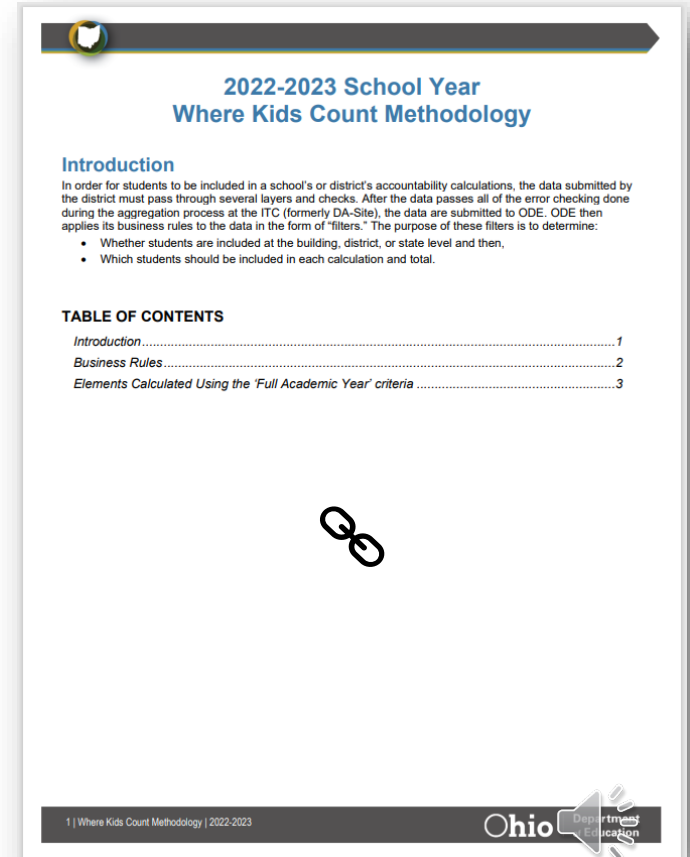 2022-2023 School Year
Where Kids Count Methodology
Introduction
In order for students to be included in a school's or district's accountability calculations, the data submitted by
the district must pass through several layers and checks. After the data passes all of the error checking done
during the aggregation process at the ITC (formerly DA-Site), the data are submitted to ODE. ODE then
applies its business rules to the data in the form of “filters.” The purpose of these filters is to determine:
• Whether students are included at the building, district, or state level and then,
• Which students should be included in each calculation and total.
TABLE OF CONTENTS
Introduction.....................................................................................................................................1
Business Rules...............................................................................................................................2
Elements Calculated Using the ‘Full Academic Year’ criteria .......................................................3
1 | Where Kids Count Methodology | 2022-2023
Ohio
Department
Education